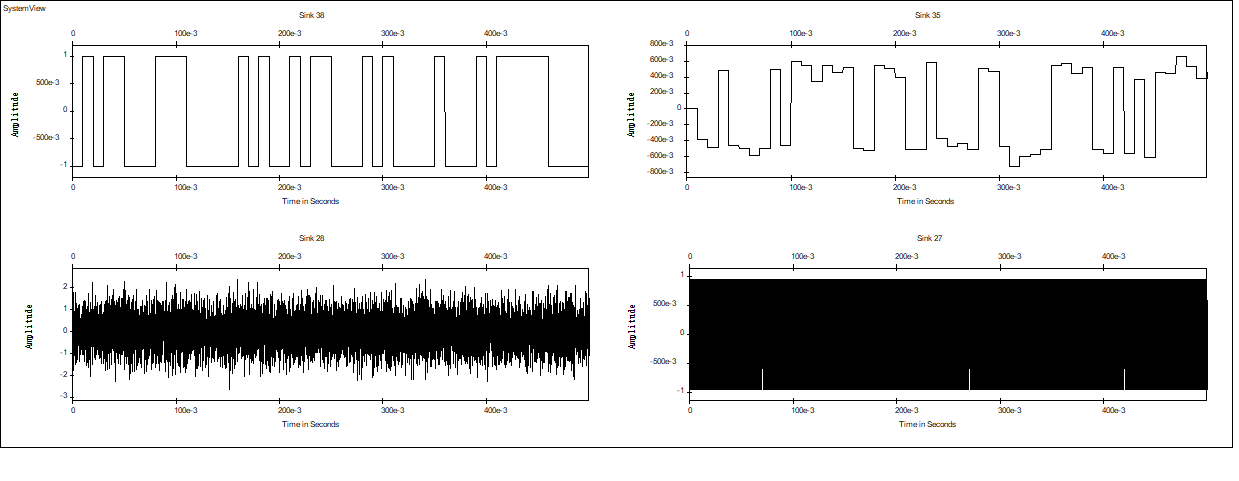 SystemView
Sink 38
0 100e-3 200e-3 300e-3 400e-3
1
500e-3
0
-500e-3
-1
Amplitude
0 100e-3 200e-3 300e-3 400e-3
Time in Seconds
Sink 35
0 100e-3 200e-3 300e-3 400e-3
800e-3
600e-3
400e-3
200e-3
0
-200e-3
-400e-3
-600e-3
-800e-3
Amplitude
0 100e-3 200e-3 300e-3 400e-3
Time in Seconds
Sink 28
0 100e-3 200e-3 300e-3 400e-3
2
1
0
-1
-2
-3
Amplitude
0 100e-3 200e-3 300e-3 400e-3
Time in Seconds
Sink 27
0 100e-3 200e-3 300e-3 400e-3
1
500e-3
0
-500e-3
-1
Amplitude
0 100e-3 200e-3 300e-3 400e-3
Time in Seconds